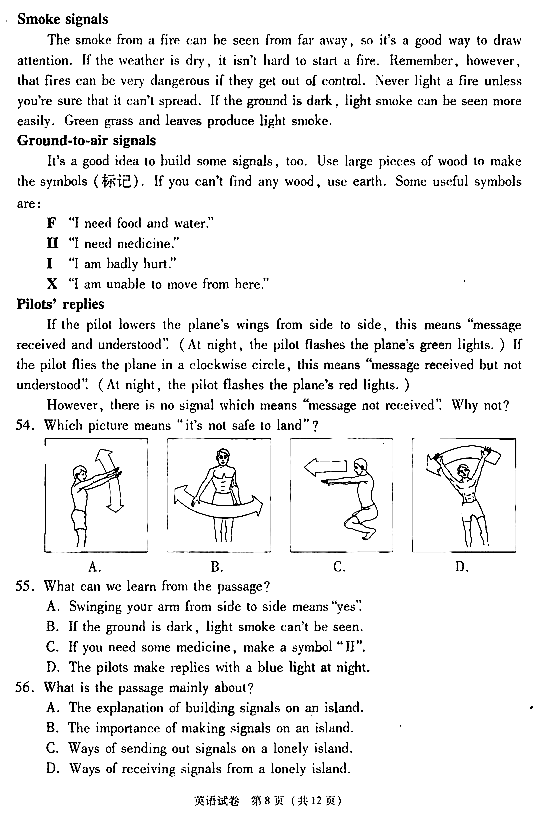 Smoke signals
The smoke from a fire can be seen from far away, so it's a good way to draw
attention. If the weather is dry, it isn't hard to start a fire. Remember, however,
that fires can be very dangerous if they get out of control. Never light a fire unless
you're sure that it can't spread. If the ground is dark, light smoke can be seen more
easily. Green grass and leaves produce light smoke.
Ground-to-air signals
It's a good idea to build some signals, too. Use large pieces of wood to make
the symbols (标记). If you can't find any wood, use earth. Some useful symbols
are:
F "I need food and water."
II "I need medicine."
I "I am badly hurt."
X "I am unable to move from here."
Pilots' replies
If the pilot lowers the plane's wings from side to side, this means "message
received and understood". (At night, the pilot flashes the plane's green lights.) If
the pilot flies the plane in a clockwise circle, this means "message received but not
understood". (At night, the pilot flashes the plane's red lights.)
However, there is no signal which means "message not received". Why not?
54. Which picture means "it's not safe to land"?
A. B. C. D.
55. What can we learn from the passage?
A. Swinging your arm from side to side means "yes".
B. If the ground is dark, light smoke can't be seen.
C. If you need some medicine, make a symbol "II".
D. The pilots make replies with a blue light at night.
56. What is the passage mainly about?
A. The explanation of building signals on an island.
B. The importance of making signals on an island.
C. Ways of sending out signals on a lonely island.
D. Ways of receiving signals from a lonely island.
英语试卷 第8页(共12页)